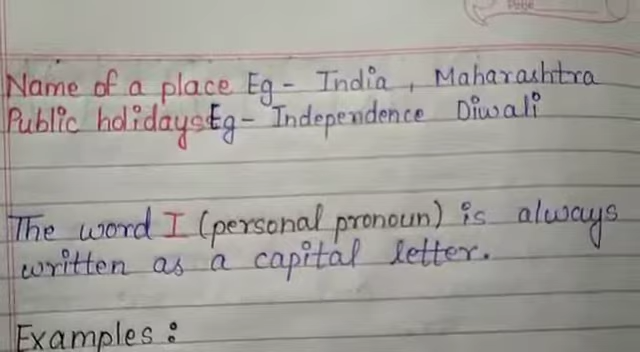 Page
Name of a place Eg - India, Maharashtra
Public holidays Eg - Independence Diwali
The word I (personal pronoun) is always
written as a capital letter.
Examples: